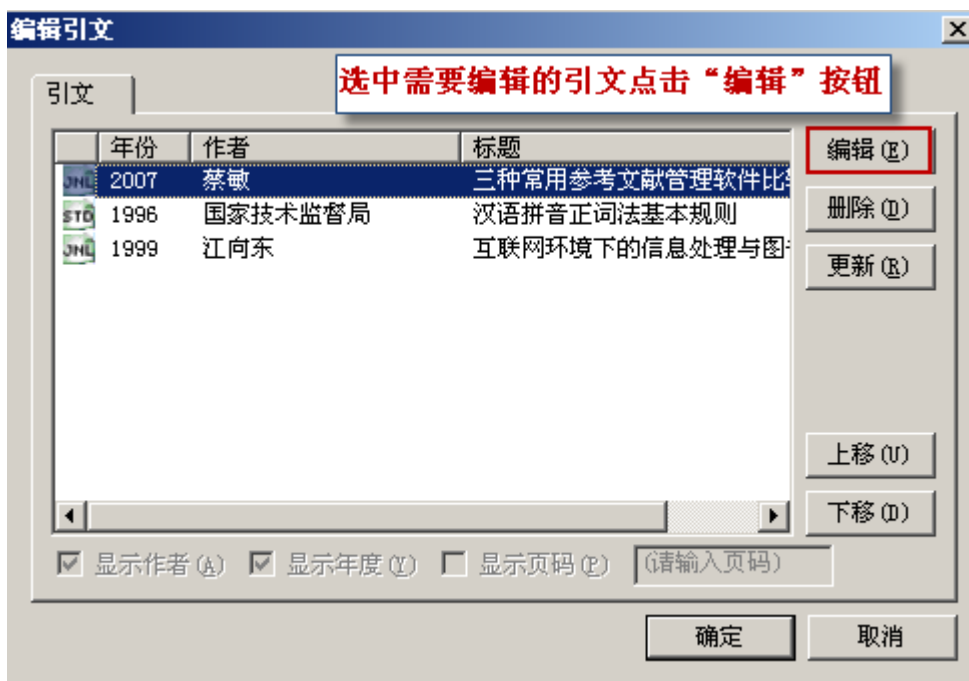 编辑引文
选中需要编辑的引文点击“编辑”按钮
引文
年份 作者 标题
JNL 2007 蔡敏 三种常用参考文献管理软件比
STD 1996 国家技术监督局 汉语拼音正词法基本规则
JNL 1999 江向东 互联网环境下的信息处理与图
编辑(E)
删除(D)
更新(R)
上移(U)
下移(D)
显示作者(A) 显示年度(Y) 显示页码(P) (请输入页码)
确定 取消